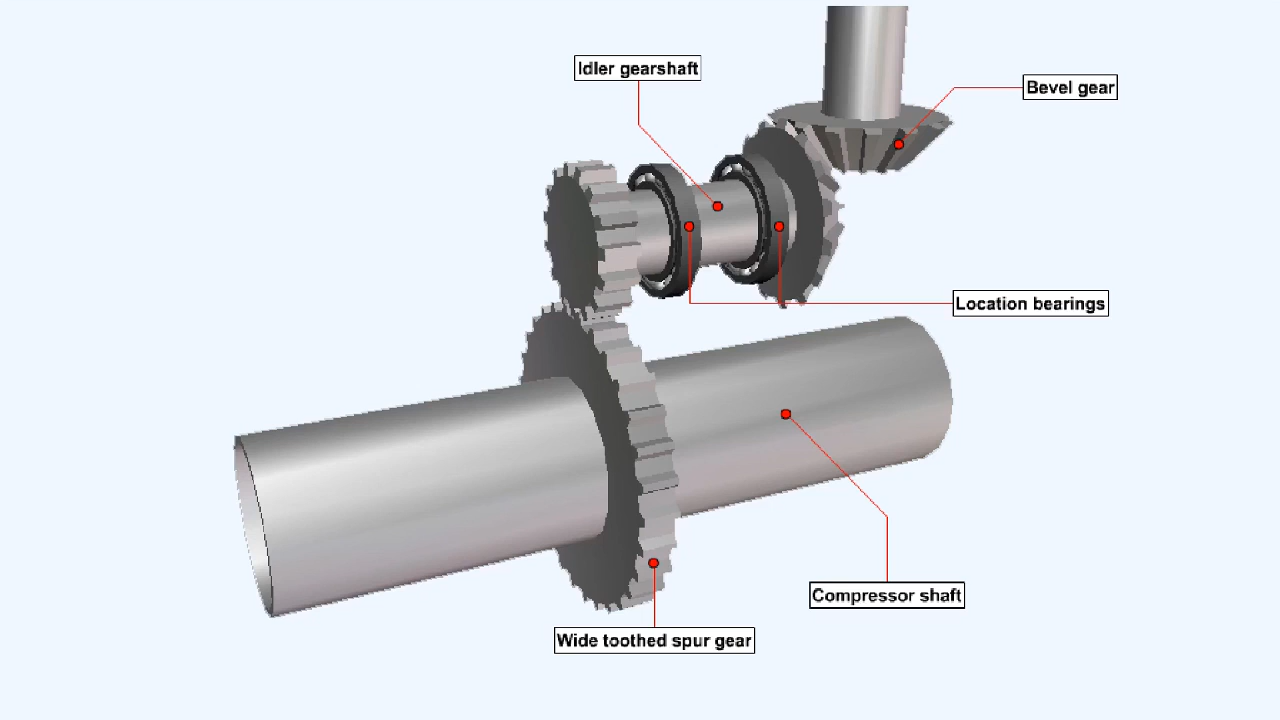 Idler gearshaft
Bevel gear
Location bearings
Compressor shaft
Wide toothed spur gear